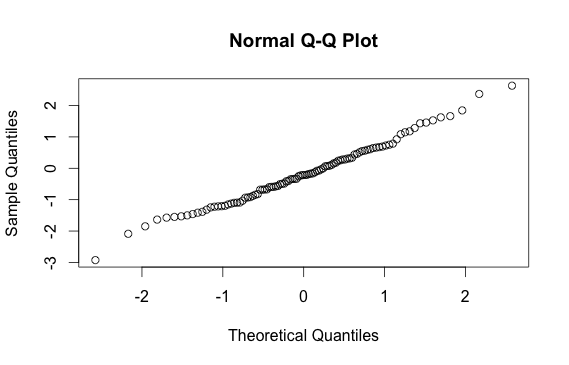 Normal Q-Q Plot
Sample Quantiles
2
1
0
-1
-2
-3
-2 -1 0 1 2
Theoretical Quantiles